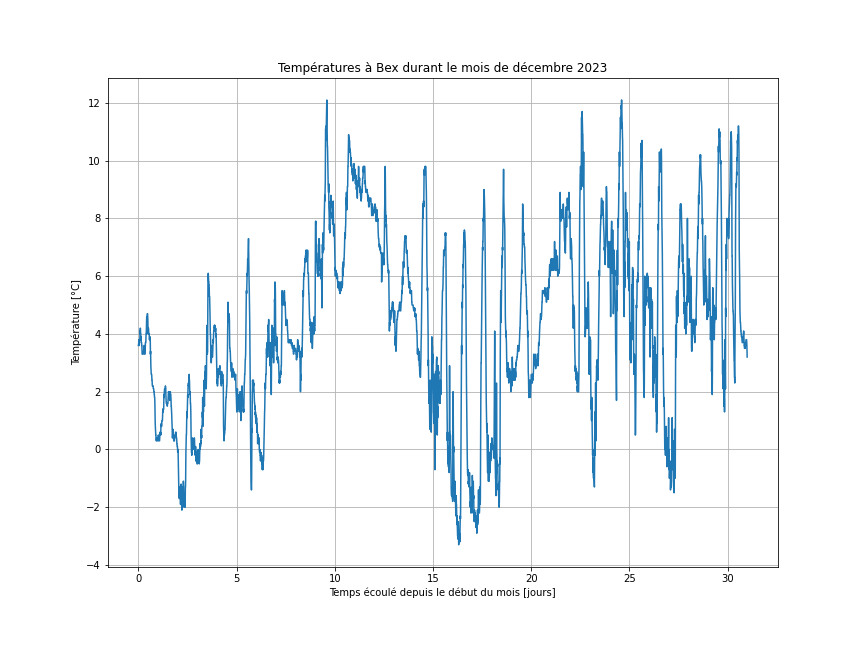 Températures à Bex durant le mois de décembre 2023
12
10
8
6
4
2
0
−2
−4
Température [°C]
0 5 10 15 20 25 30
Temps écoulé depuis le début du mois [jours]